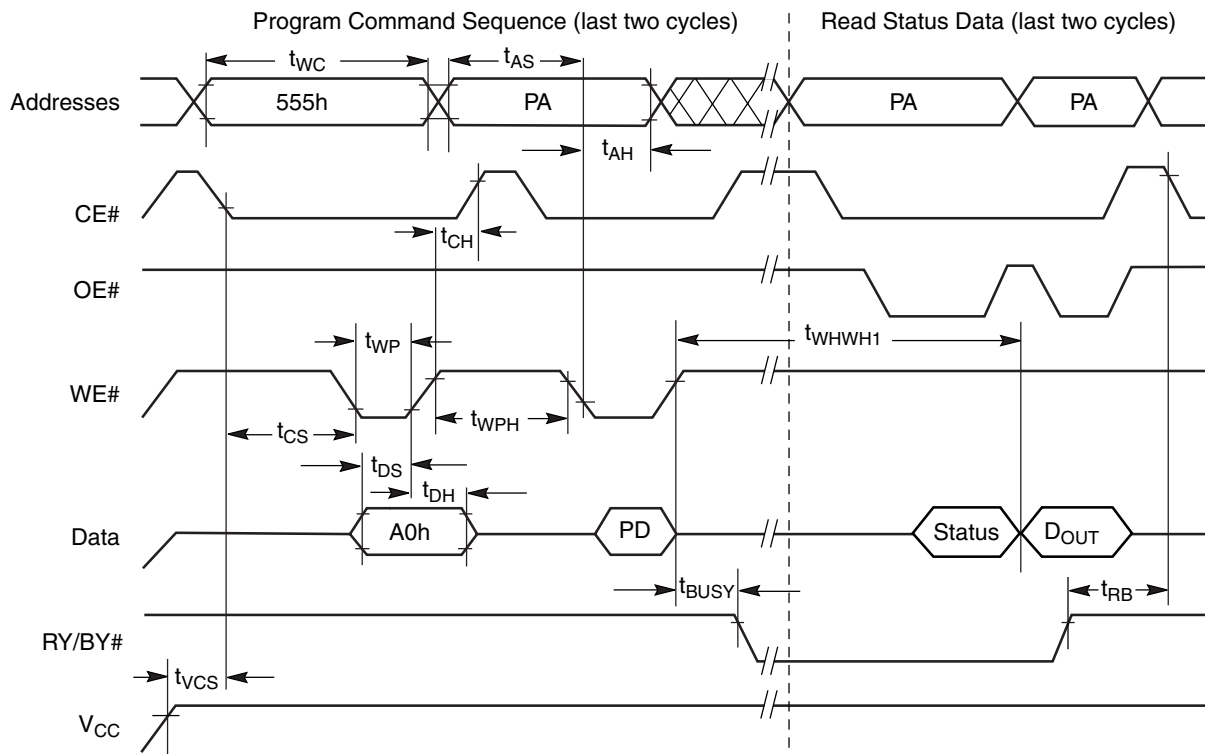 Program Command Sequence (last two cycles) Read Status Data (last two cycles)
tWC tAS
Addresses 555h PA PA PA
tAH
CE#
tCH
OE#
tWP tWHWH1
WE#
tCS tWPH
tDS
tDH
Data A0h PD Status DOUT
tBUSY tRB
RY/BY#
tVCS
VCC